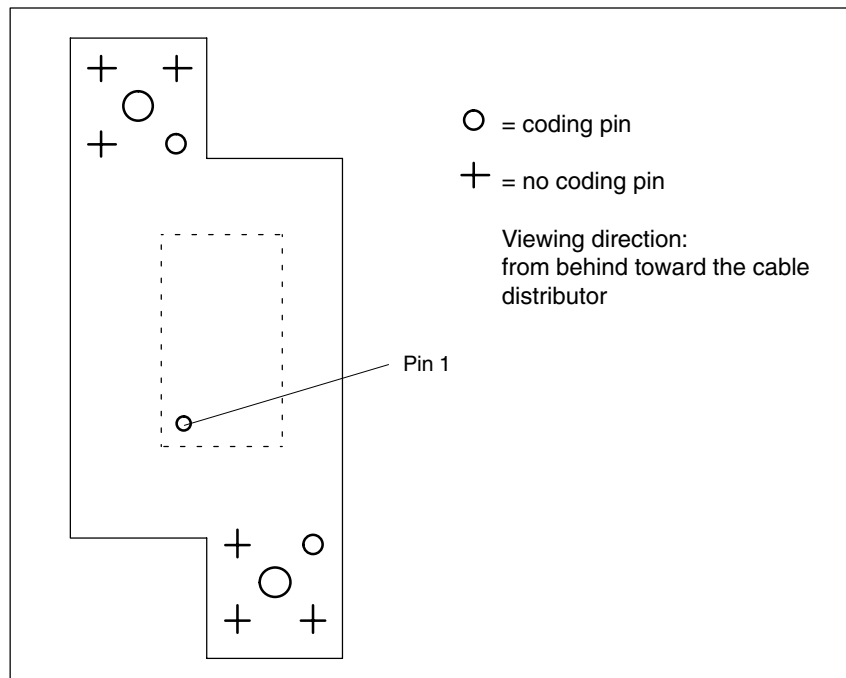 = coding pin
= no coding pin
Viewing direction:
from behind toward the cable
distributor
Pin 1